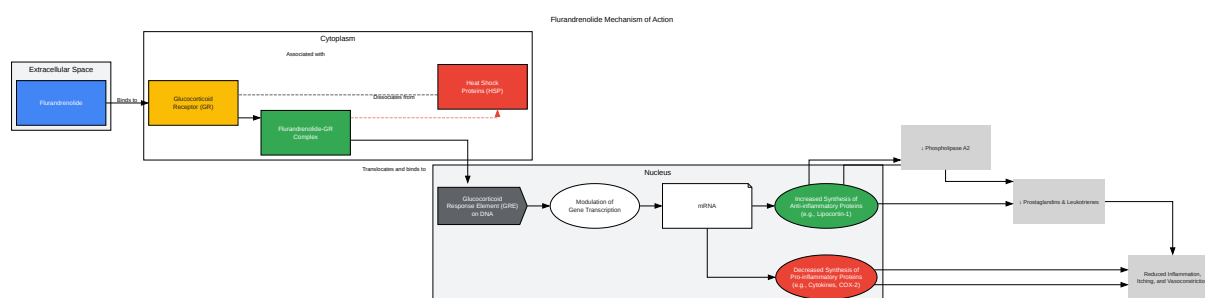 Flurandrenolide Mechanism of Action
Cytoplasm
Associated with
Extracellular Space
Flurandrenolide
Binds to
Glucocorticoid
Receptor (GR)
Heat Shock
Proteins (HSP)
Dissociates from
Flurandrenolide-GR
Complex
Translocates and binds to
Nucleus
Glucocorticoid
Response Element (GRE)
on DNA
Modulation of
Gene Transcription
mRNA
Increased Synthesis of
Anti-inflammatory Proteins
(e.g., Lipocortin-1)
Decreased Synthesis of
Pro-inflammatory Proteins
(e.g., Cytokines, COX-2)
↓ Phospholipase A2
↓ Prostaglandins & Leukotrienes
Reduced Inflammation,
Itching, and Vasoconstriction